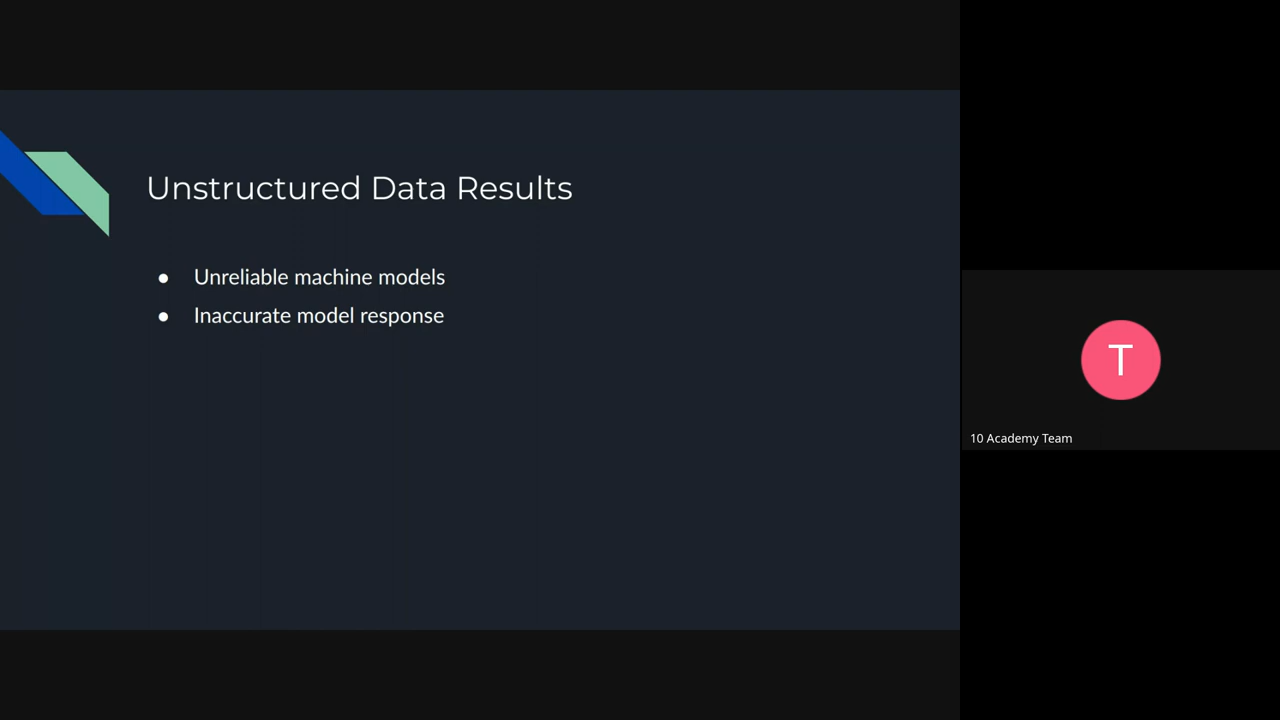 Unstructured Data Results
● Unreliable machine models
● Inaccurate model response
T
10 Academy Team